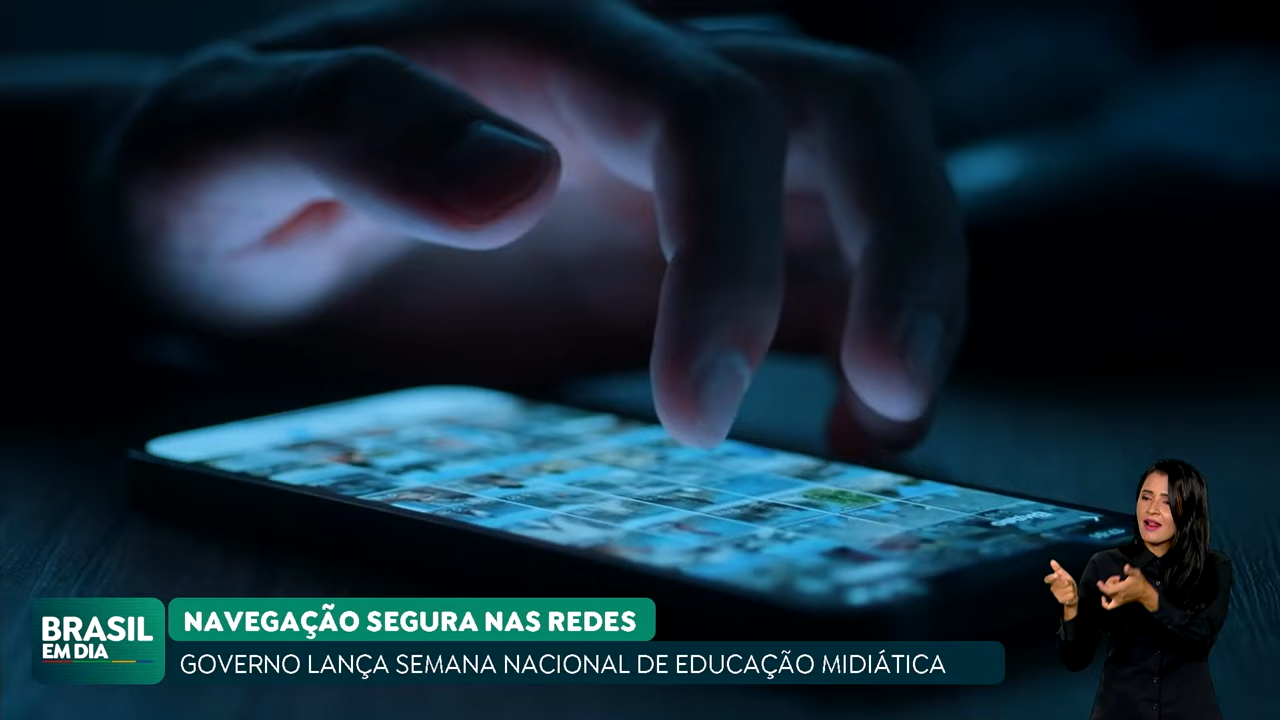 NAVEGAÇÃO SEGURA NAS REDES
BRASIL
EM DIA
GOVERNO LANÇA SEMANA NACIONAL DE EDUCAÇÃO MIDIÁTICA